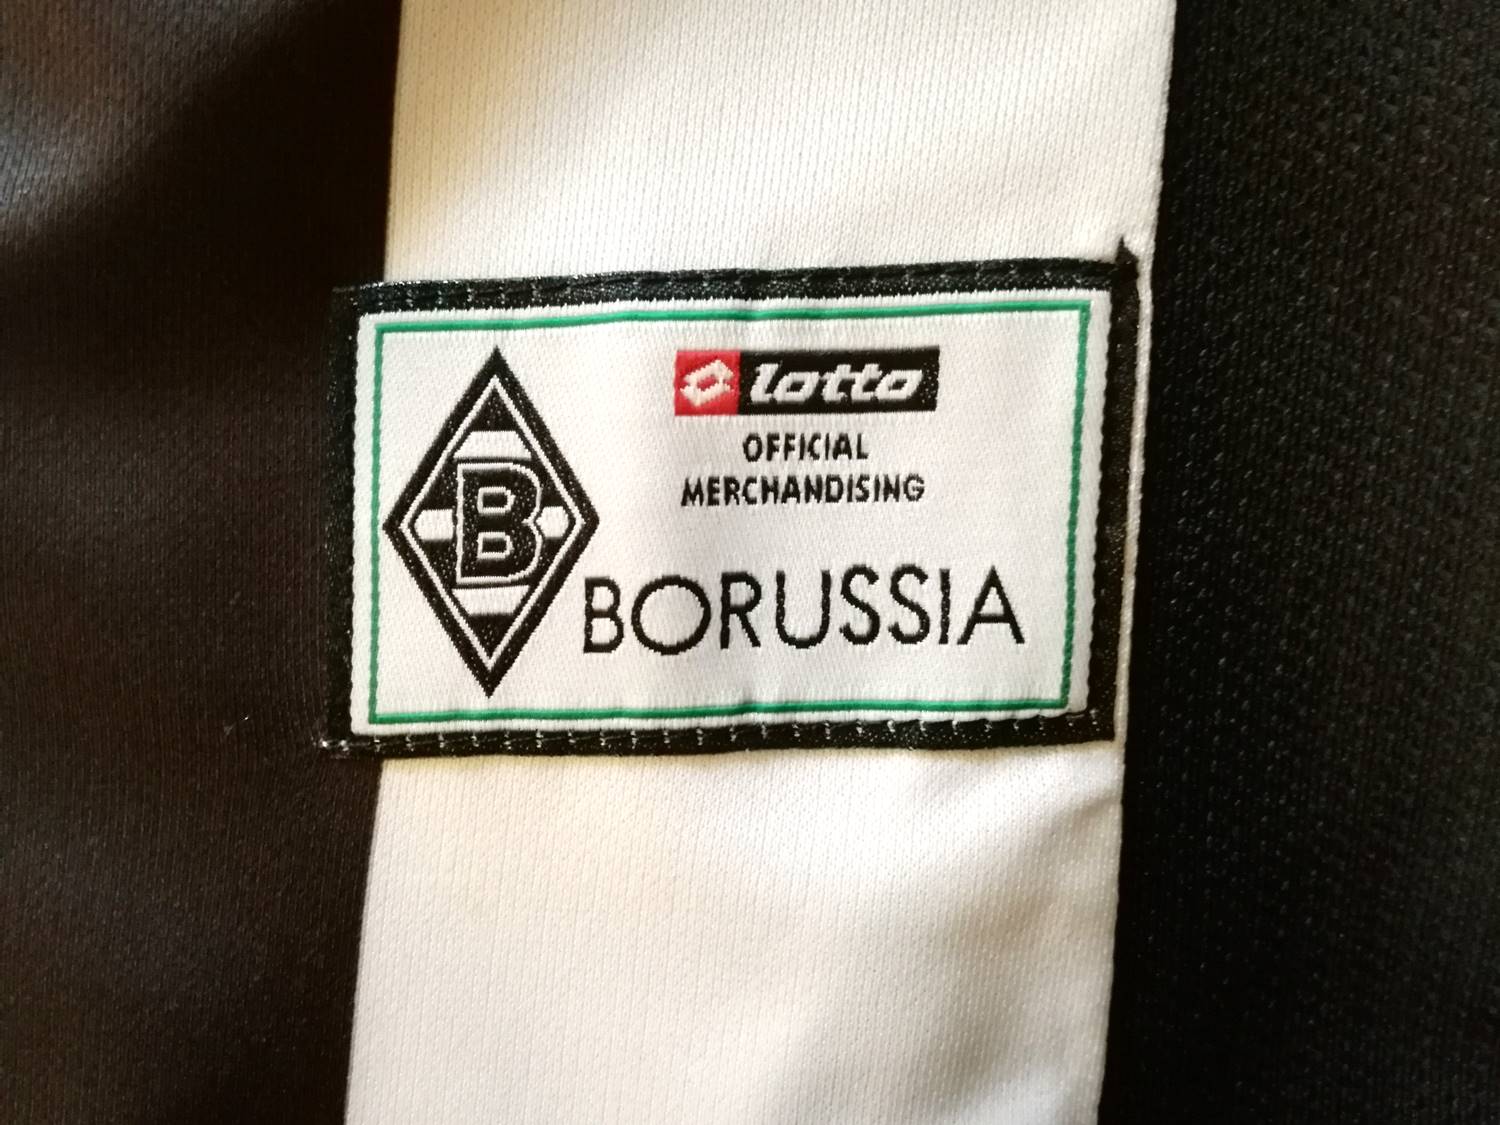 B
lotto
OFFICIAL
MERCHANDISING
BORUSSIA